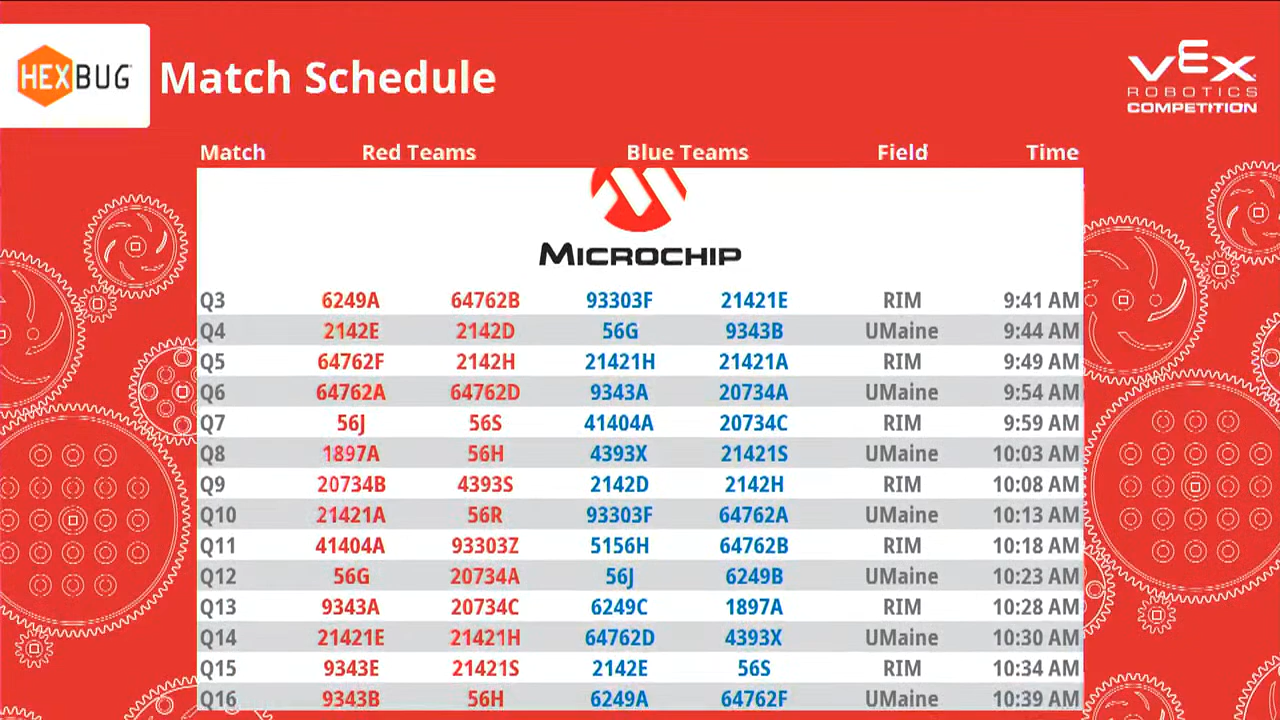 HEXBUG Match Schedule
VEX
ROBOTICS
COMPETITION
Match Red Teams Blue Teams Field Time
MICROCHIP
Q3 6249A 64762B 93303F 21421E RIM 9:41 AM
Q4 2142E 2142D 56G 9343B UMaine 9:44 AM
Q5 64762F 2142H 21421H 21421A RIM 9:49 AM
Q6 64762A 64762D 9343A 20734A UMaine 9:54 AM
Q7 56J 56S 41404A 20734C RIM 9:59 AM
Q8 1897A 56H 4393X 21421S UMaine 10:03 AM
Q9 20734B 4393S 2142D 2142H RIM 10:08 AM
Q10 21421A 56R 93303F 64762A UMaine 10:13 AM
Q11 41404A 93303Z 5156H 64762B RIM 10:18 AM
Q12 56G 20734A 56J 6249B UMaine 10:23 AM
Q13 9343A 20734C 6249C 1897A RIM 10:28 AM
Q14 21421E 21421H 64762D 4393X UMaine 10:30 AM
Q15 9343E 21421S 2142E 56S RIM 10:34 AM
Q16 9343B 56H 6249A 64762F UMaine 10:39 AM